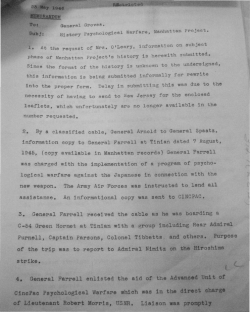 23 May 1946
MEMORANDUM
MEMORANDUM
To: General Groves.
Subj: History Psychological Warfare, Manhattan Project.
1. At the request of Mrs. O'Leary, information on subject
phase of Manhattan Project's history is herewith submitted.
Since the format of the history is unknown to the undersigned,
this information is being submitted informally for rewrite
into the proper form. Delay in submitting this was due to the
necessity of having to send to New Jersey for the enclosed
leaflets, which unfortunately are no longer available in the
number requested.
2. By a classified cable, General Arnold to General Spaatz,
information copy to General Farrell at Tinian dated 7 August,
1945, (copy available in Manhattan records) General Farrell
was charged with the implementation of a program of psycho-
logical warfare against the Japanese in connection with the
new weapon. The Army Air Forces was instructed to lend all
assistance. An informational copy was sent to CINCPAC.
3. General Farrell received the cable as he was boarding a
C-54 Green Hornet at Tinian with a group including Rear Admiral
Purnell, Captain Parsons, Colonel Tibbetts and others. Purpose
of the trip was to report to Admiral Nimitz on the Hiroshima
strike.
4. General Farrell enlisted the aid of the Advanced Unit of
CincPac Psychological Warfare which was in the direct charge
of Lieutenant Robert Morris, USNR. Liaison was promptly